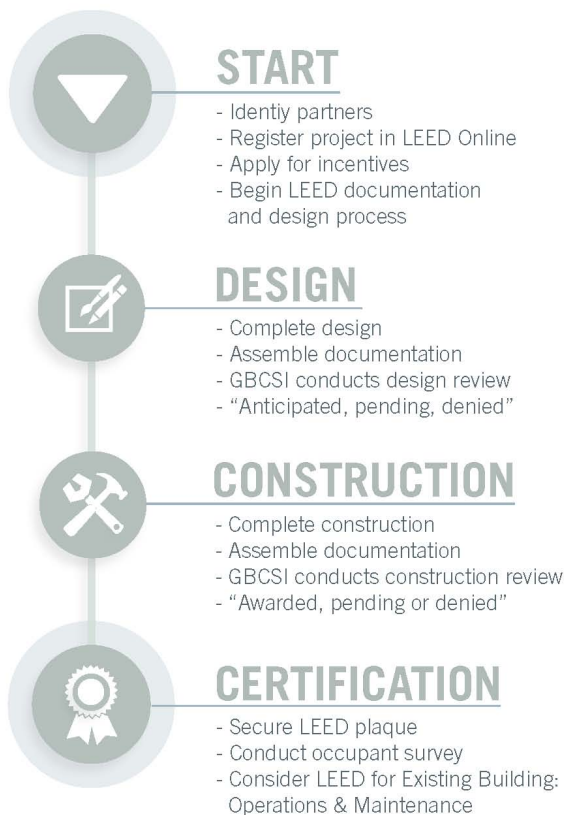 START
- Identiy partners
- Register project in LEED Online
- Apply for incentives
- Begin LEED documentation
and design process
DESIGN
- Complete design
- Assemble documentation
- GBCSI conducts design review
- “Anticipated, pending, denied”
CONSTRUCTION
- Complete construction
- Assemble documentation
- GBCSI conducts construction review
- “Awarded, pending or denied”
CERTIFICATION
- Secure LEED plaque
- Conduct occupant survey
- Consider LEED for Existing Building:
Operations & Maintenance